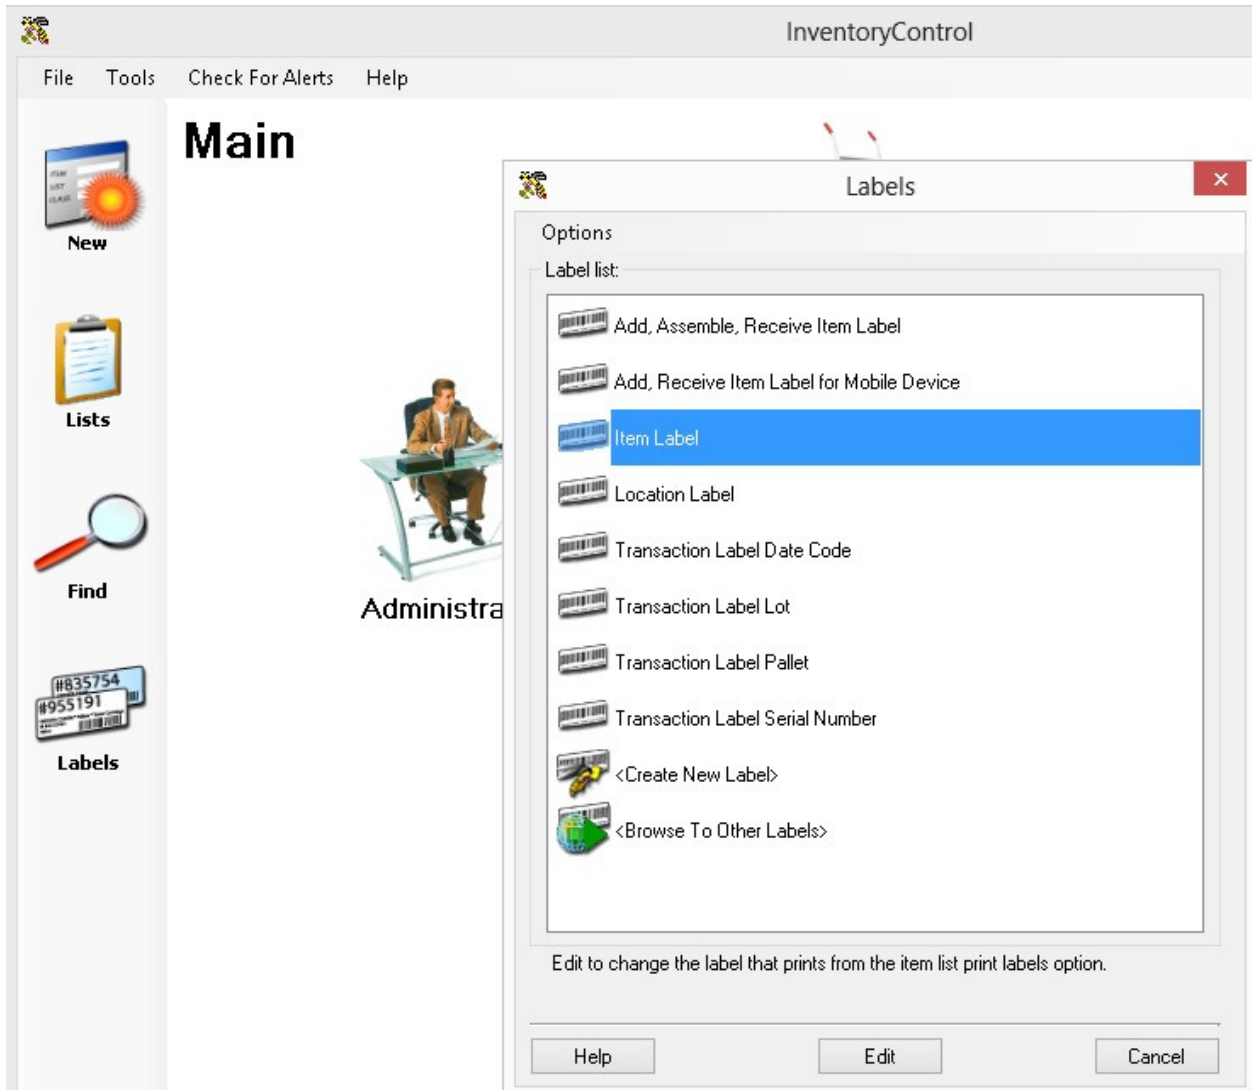 InventoryControl
File Tools Check For Alerts Help
Main
New
Lists
Find
#835754
#955191
Labels
Administra
Labels
Options
Label list:
Add, Assemble, Receive Item Label
Add, Receive Item Label for Mobile Device
Item Label
Location Label
Transaction Label Date Code
Transaction Label Lot
Transaction Label Pallet
Transaction Label Serial Number
<Create New Label>
<Browse To Other Labels>
Edit to change the label that prints from the item list print labels option.
Help Edit Cancel